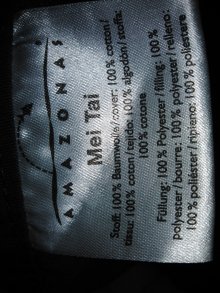 AMAZONAS
Mei Tai
Stoff: 100% Baumwolle/cover: 100% cotton/
tissu: 100% coton/tejido: 100% algodón/stoffa:
100% cotone
Füllung: 100% Polyester/filling: 100%
Polyester/bourre: 100% polyester/relleno:
100% poliéster/ripieno: 100% poliestere